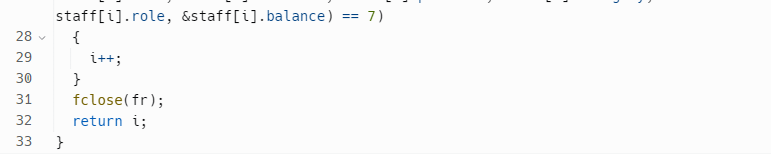 staff[i].role, &staff[i].balance) == 7)
28 {
29 i++;
30 }
31 fclose(fr);
32 return i;
33 }